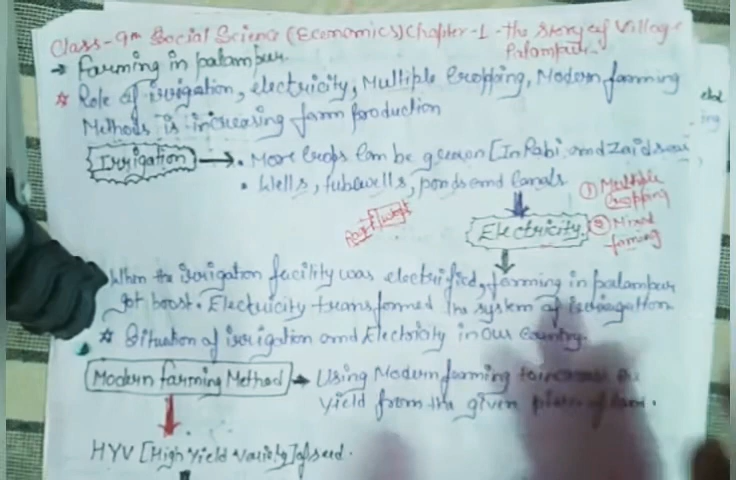 Class-9th Social Science (Economics) Chapter-1 - The Story of Village
Palampur.
→ Farming in palampur.
☆ Role of irrigation, electricity, Multiple Cropping, Modern farming
Methods is increasing farm production
Irrigation → • More Crops can be grown [In Rabi and Zaid
• Wells, tubewells, ponds and Canals
① Multiple
Cropping
② Mixed
farming
Electricity.
When the irrigation facility was electrified, farming in palampur
got boost. Electricity transformed the system of
☆ Situation of irrigation and Electricity in Our Country.
Modern farming Method → Using Modern farming to
yield from the given
HYV [High Yield Variety] of seed.